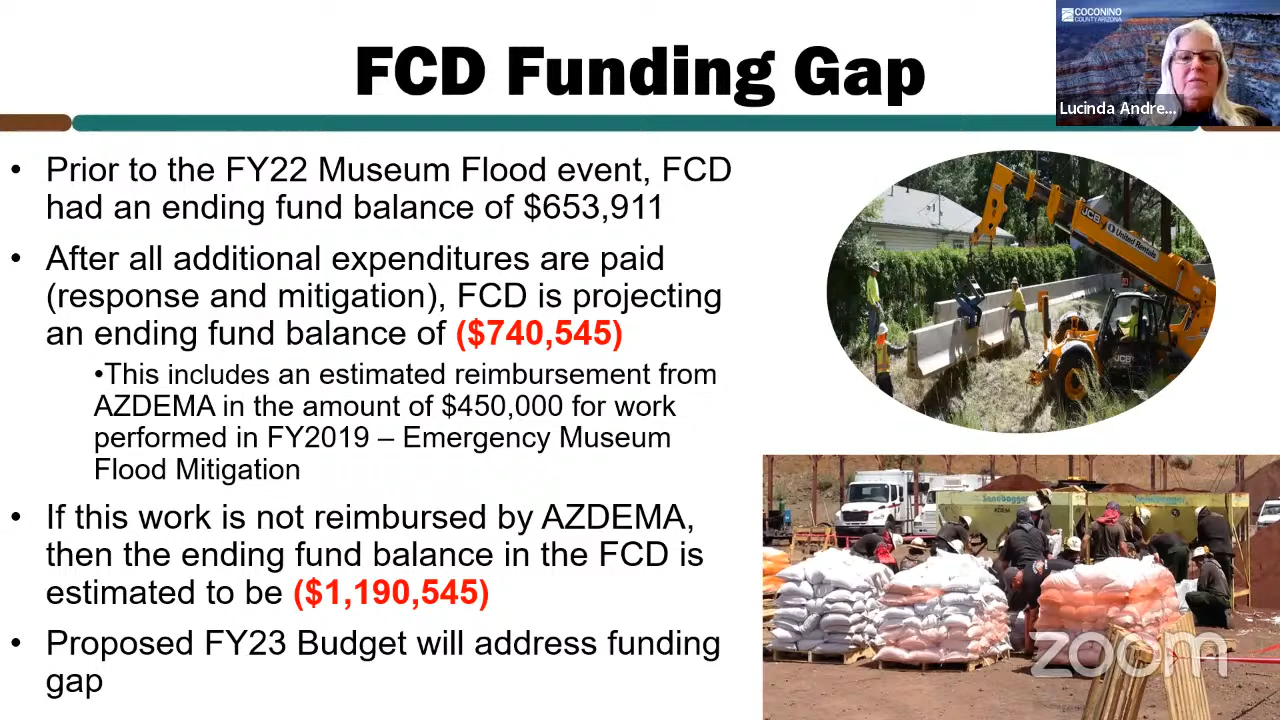 FCD Funding Gap
COCONINO
COUNTY ARIZONA
Lucinda Andre...
• Prior to the FY22 Museum Flood event, FCD
had an ending fund balance of $653,911
• After all additional expenditures are paid
(response and mitigation), FCD is projecting
an ending fund balance of ($740,545)
•This includes an estimated reimbursement from
AZDEMA in the amount of $450,000 for work
performed in FY2019 – Emergency Museum
Flood Mitigation
• If this work is not reimbursed by AZDEMA,
then the ending fund balance in the FCD is
estimated to be ($1,190,545)
• Proposed FY23 Budget will address funding
gap
JCB
United Rentals
JCB
Sandbagger
zoom